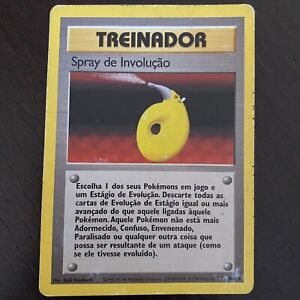 TREINADOR
Spray de Involução
Escolha 1 dos seus Pokémons em jogo e
um Estágio de Evolução. Descarte todas as
cartas de Evolução de Estágio igual ou mais
avançado do que aquele ligadas àquele
Pokémon. Aquele Pokémon não está mais
Adormecido, Confuso, Envenenado,
Paralisado ou qualquer outra coisa que
possa ser resultante de um ataque (como
se ele tivesse evoluído).